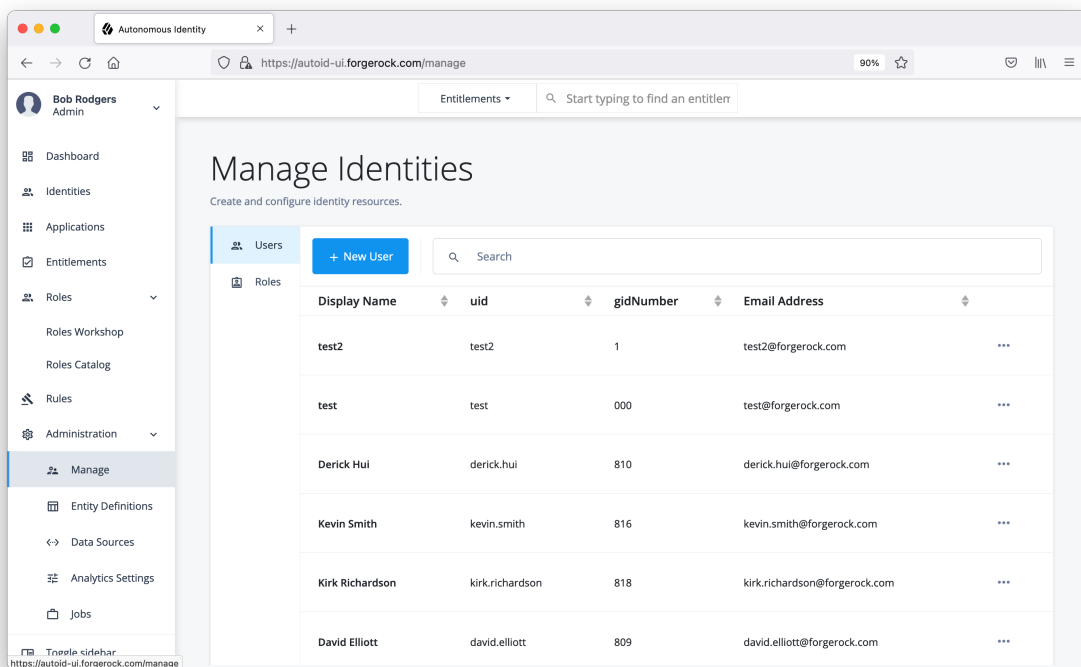 Autonomous Identity
https://autoid-ui.forgerock.com/manage
90%
Bob Rodgers
Admin
Entitlements
Start typing to find an entitlem
Dashboard
Identities
Applications
Entitlements
Roles
Roles Workshop
Roles Catalog
Rules
Administration
Manage
Entity Definitions
Data Sources
Analytics Settings
Jobs
Toggle sidebar
https://autoid-ui.forgerock.com/manage
Manage Identities
Create and configure identity resources.
Users
Roles
+ New User
Search
Display Name uid gidNumber Email Address
test2 test2 1 test2@forgerock.com
test test 000 test@forgerock.com
Derick Hui derick.hui 810 derick.hui@forgerock.com
Kevin Smith kevin.smith 816 kevin.smith@forgerock.com
Kirk Richardson kirk.richardson 818 kirk.richardson@forgerock.com
David Elliott david.elliott 809 david.elliott@forgerock.com